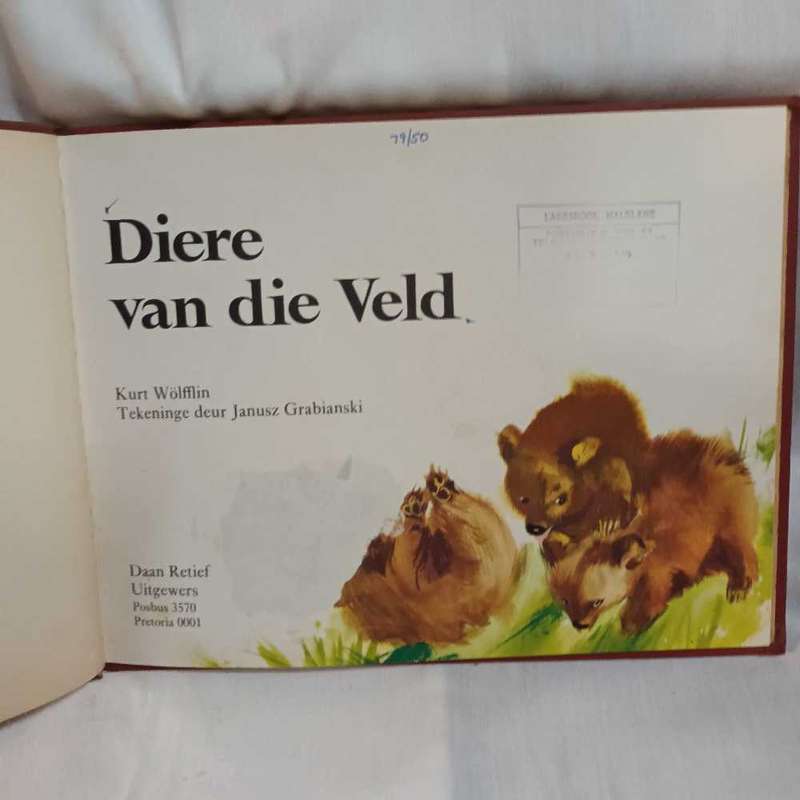 79/50
Diere
van die Veld
Kurt Wölfflin
Tekeninge deur Janusz Grabianski
Daan Retief
Uitgewers
Posbus 3570
Pretoria 0001